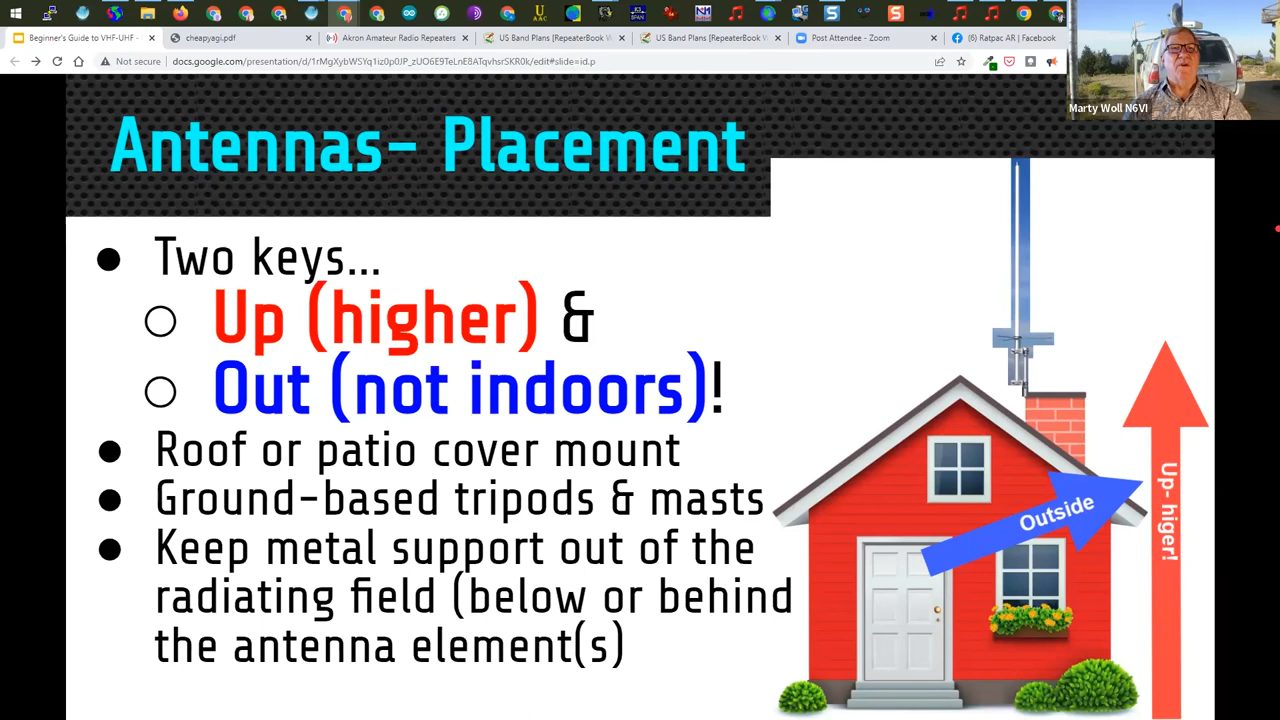 Beginner's Guide to VHF-UHF -
cheapyagi.pdf
Akron Amateur Radio Repeaters
US Band Plans [RepeaterBook W
US Band Plans [RepeaterBook W
Post Attendee - Zoom
(6) Ratpac AR | Facebook
Not secure
docs.google.com/presentation/d/
edit#slide=id.p
Marty Woll N6VI
Antennas- Placement
● Two keys...
○ Up (higher) &
○ Out (not indoors)!
● Roof or patio cover mount
● Ground-based tripods & masts
● Keep metal support out of the
radiating field (below or behind
the antenna element(s)
Outside
Up- higer!